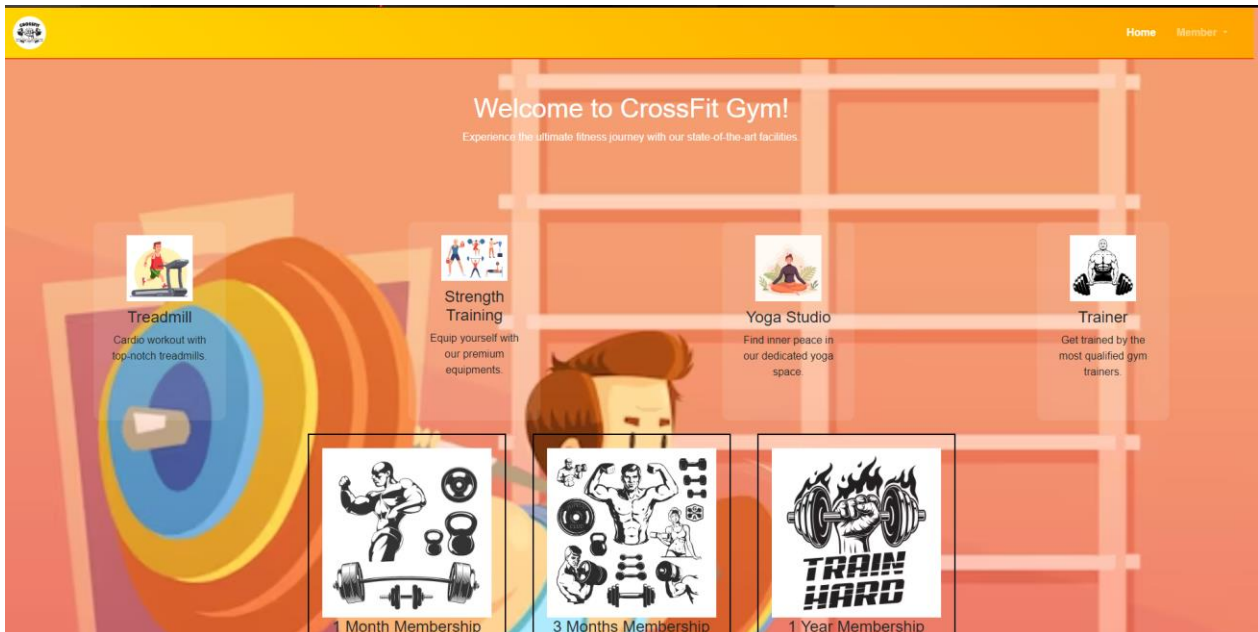 CROSSFIT
Home Member
Welcome to CrossFit Gym!
Experience the ultimate fitness journey with our state-of-the-art facilities.
Treadmill
Cardio workout with
top-notch treadmills.
Strength
Training
Equip yourself with
our premium
equipments.
Yoga Studio
Find inner peace in
our dedicated yoga
space.
Trainer
Get trained by the
most qualified gym
trainers.
TRAIN
HARD
1 Month Membership
3 Months Membership
1 Year Membership